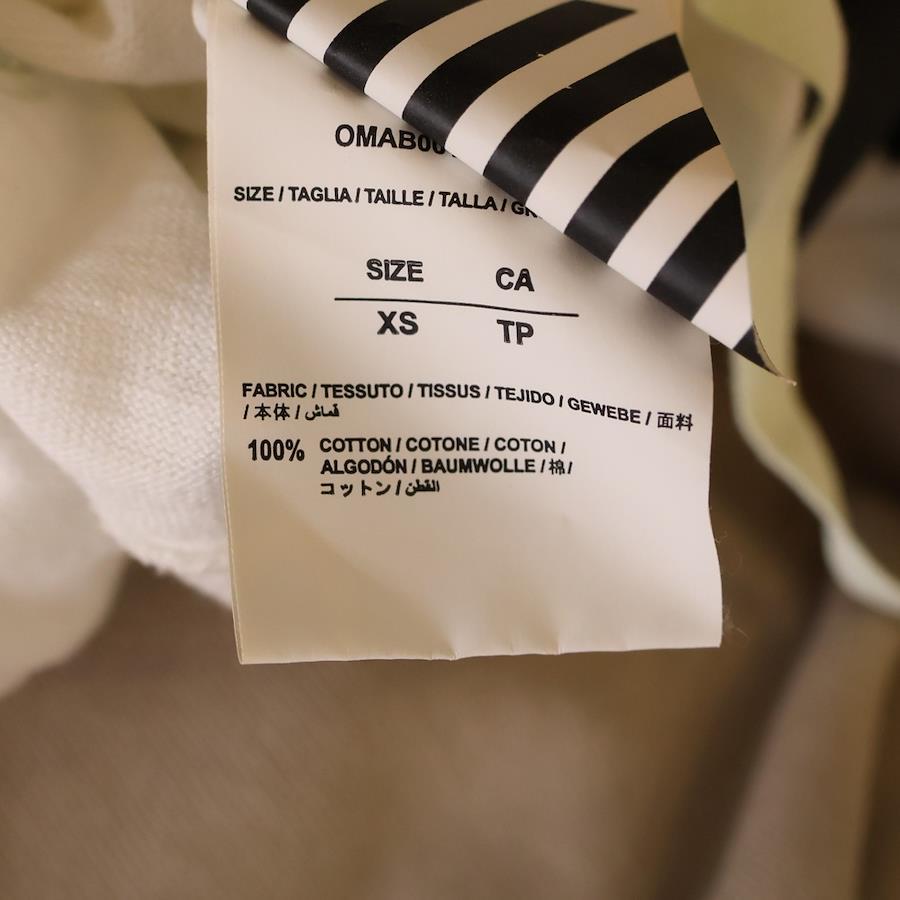 OMAB00
SIZE / TAGLIA / TAILLE / TALLA / GR
SIZE CA
XS TP
FABRIC / TESSUTO / TISSUS / TEJIDO / GEWEBE / 面料
/ 本体 / قماش
100% COTTON / COTONE / COTON /
ALGODÓN / BAUMWOLLE / 棉 /
コットン / القطن